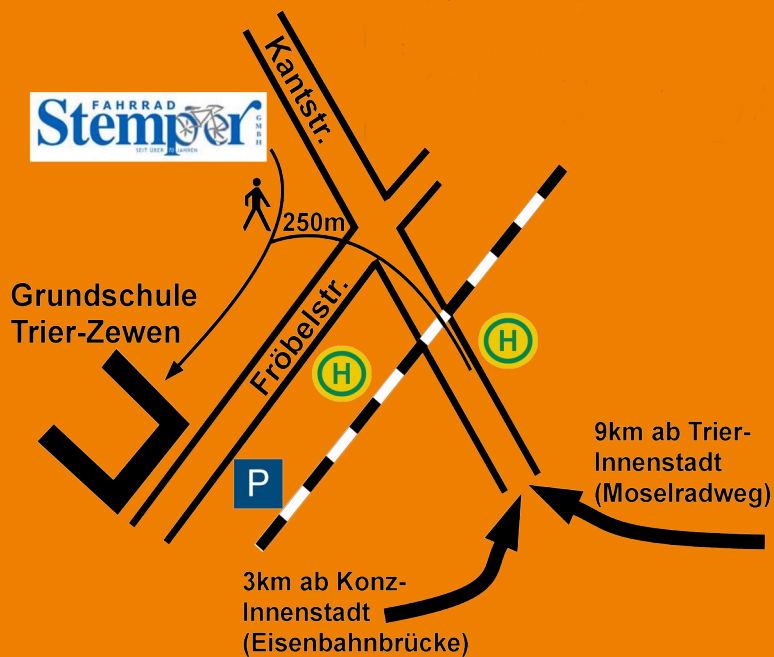 Kantstr.
FAHRRAD
Stemper
GMBH
SEIT ÜBER 70 JAHREN
250m
Grundschule
Trier-Zewen
Fröbelstr.
H
H
P
9km ab Trier-
Innenstadt
(Moselradweg)
3km ab Konz-
Innenstadt
(Eisenbahnbrücke)